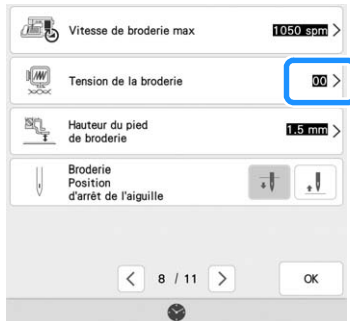 Vitesse de broderie max
1050 spm
Tension de la broderie
00
Hauteur du pied
de broderie
1.5 mm
Broderie
Position
d'arrêt de l'aiguille
8 / 11
OK